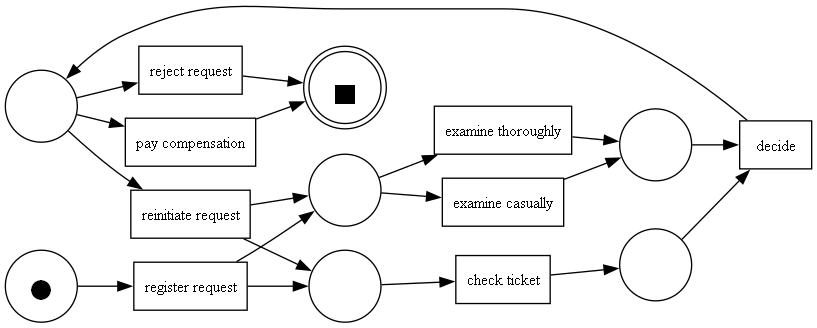 reject request
pay compensation
examine thoroughly
decide
reinitiate request
examine casually
register request
check ticket